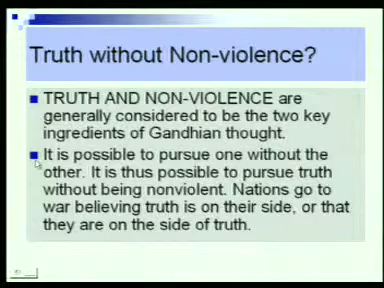 Truth without Non-violence?
TRUTH AND NON-VIOLENCE are
generally considered to be the two key
ingredients of Gandhian thought.
It is possible to pursue one without the
other. It is thus possible to pursue truth
without being nonviolent. Nations go to
war believing truth is on their side, or that
they are on the side of truth.